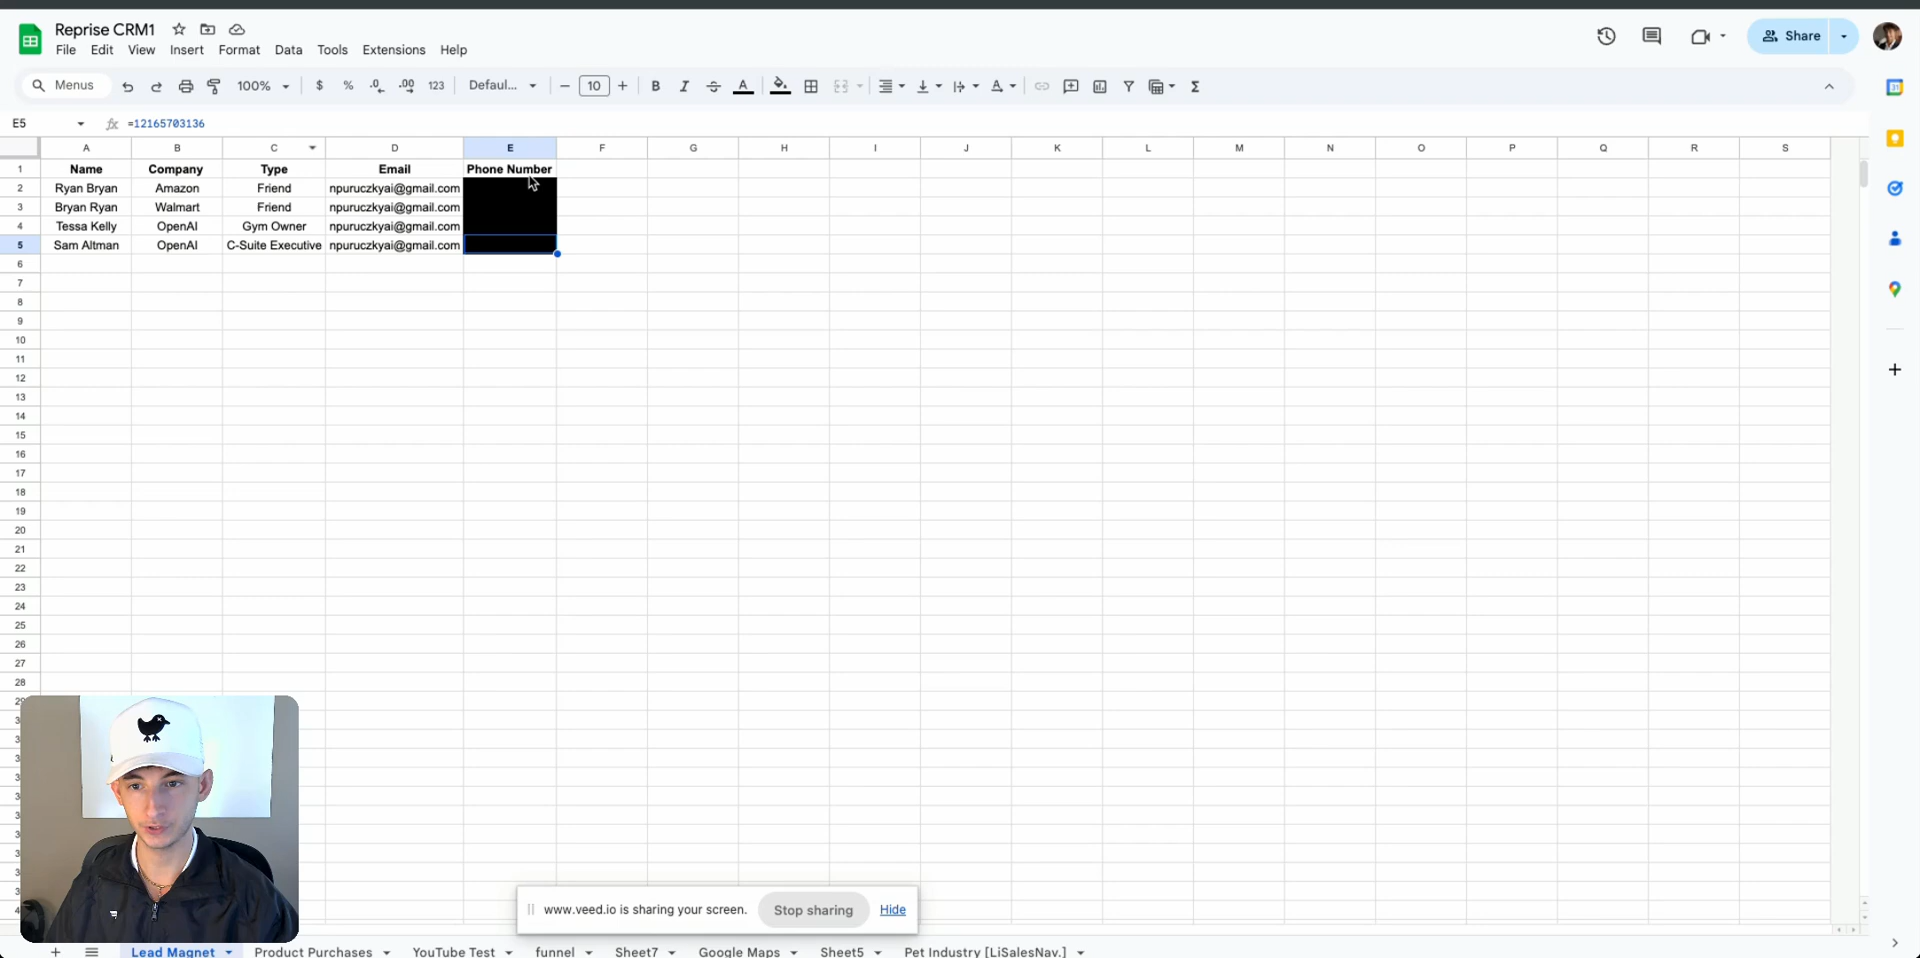 Reprise CRM1
File Edit View Insert Format Data Tools Extensions Help
Share
Menus 100% $ % .0 .00 123 Defaul... 10 B I A Σ
E5 fx =12165703136
A B C D E F G H I J K L M N O P Q R S
1 Name Company Type Email Phone Number
2 Ryan Bryan Amazon Friend npuruczkyai@gmail.com
3 Bryan Ryan Walmart Friend npuruczkyai@gmail.com
4 Tessa Kelly OpenAI Gym Owner npuruczkyai@gmail.com
5 Sam Altman OpenAI C-Suite Executive npuruczkyai@gmail.com
6
7
8
9
10
11
12
13
14
15
16
17
18
19
20
21
22
23
24
25
26
27
28
www.veed.io is sharing your screen. Stop sharing Hide
Lead Magnet Product Purchases YouTube Test funnel Sheet7 Google Maps Sheet5 Pet Industry [LiSalesNav.]